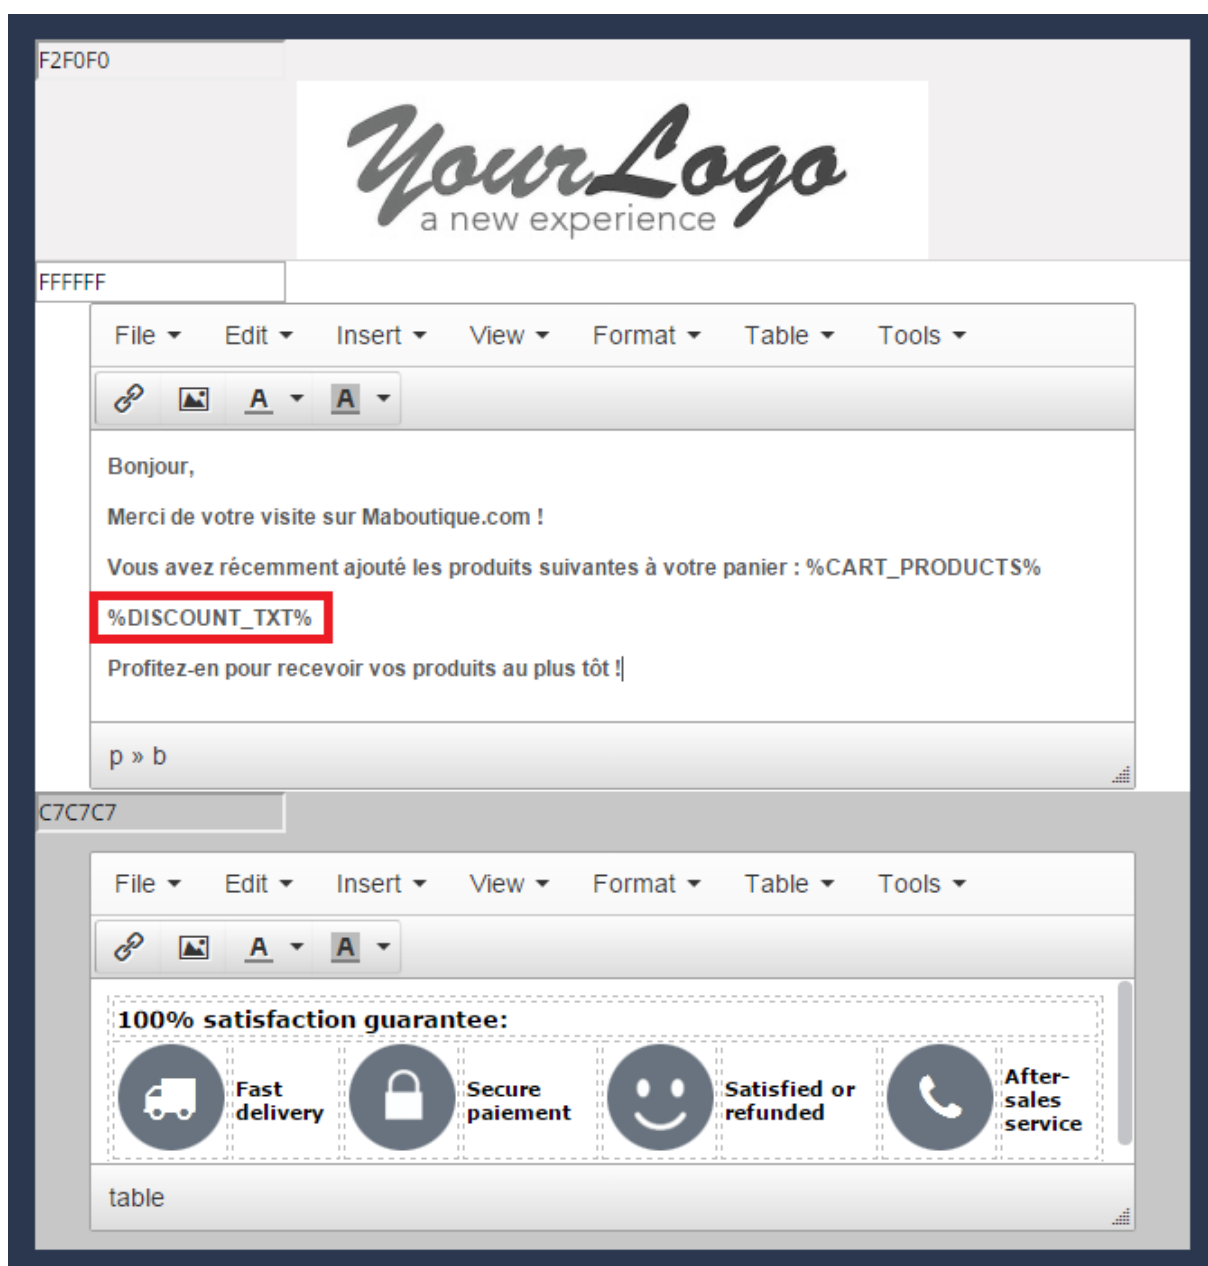 F2F0F0
YourLogo
a new experience
FFFFFF
File Edit Insert View Format Table Tools
A A
Bonjour,
Merci de votre visite sur Maboutique.com !
Vous avez récemment ajouté les produits suivantes à votre panier : %CART_PRODUCTS%
%DISCOUNT_TXT%
Profitez-en pour recevoir vos produits au plus tôt !
p » b
C7C7C7
File Edit Insert View Format Table Tools
A A
100% satisfaction guarantee:
Fast
delivery
Secure
paiement
Satisfied or
refunded
After-
sales
service
table